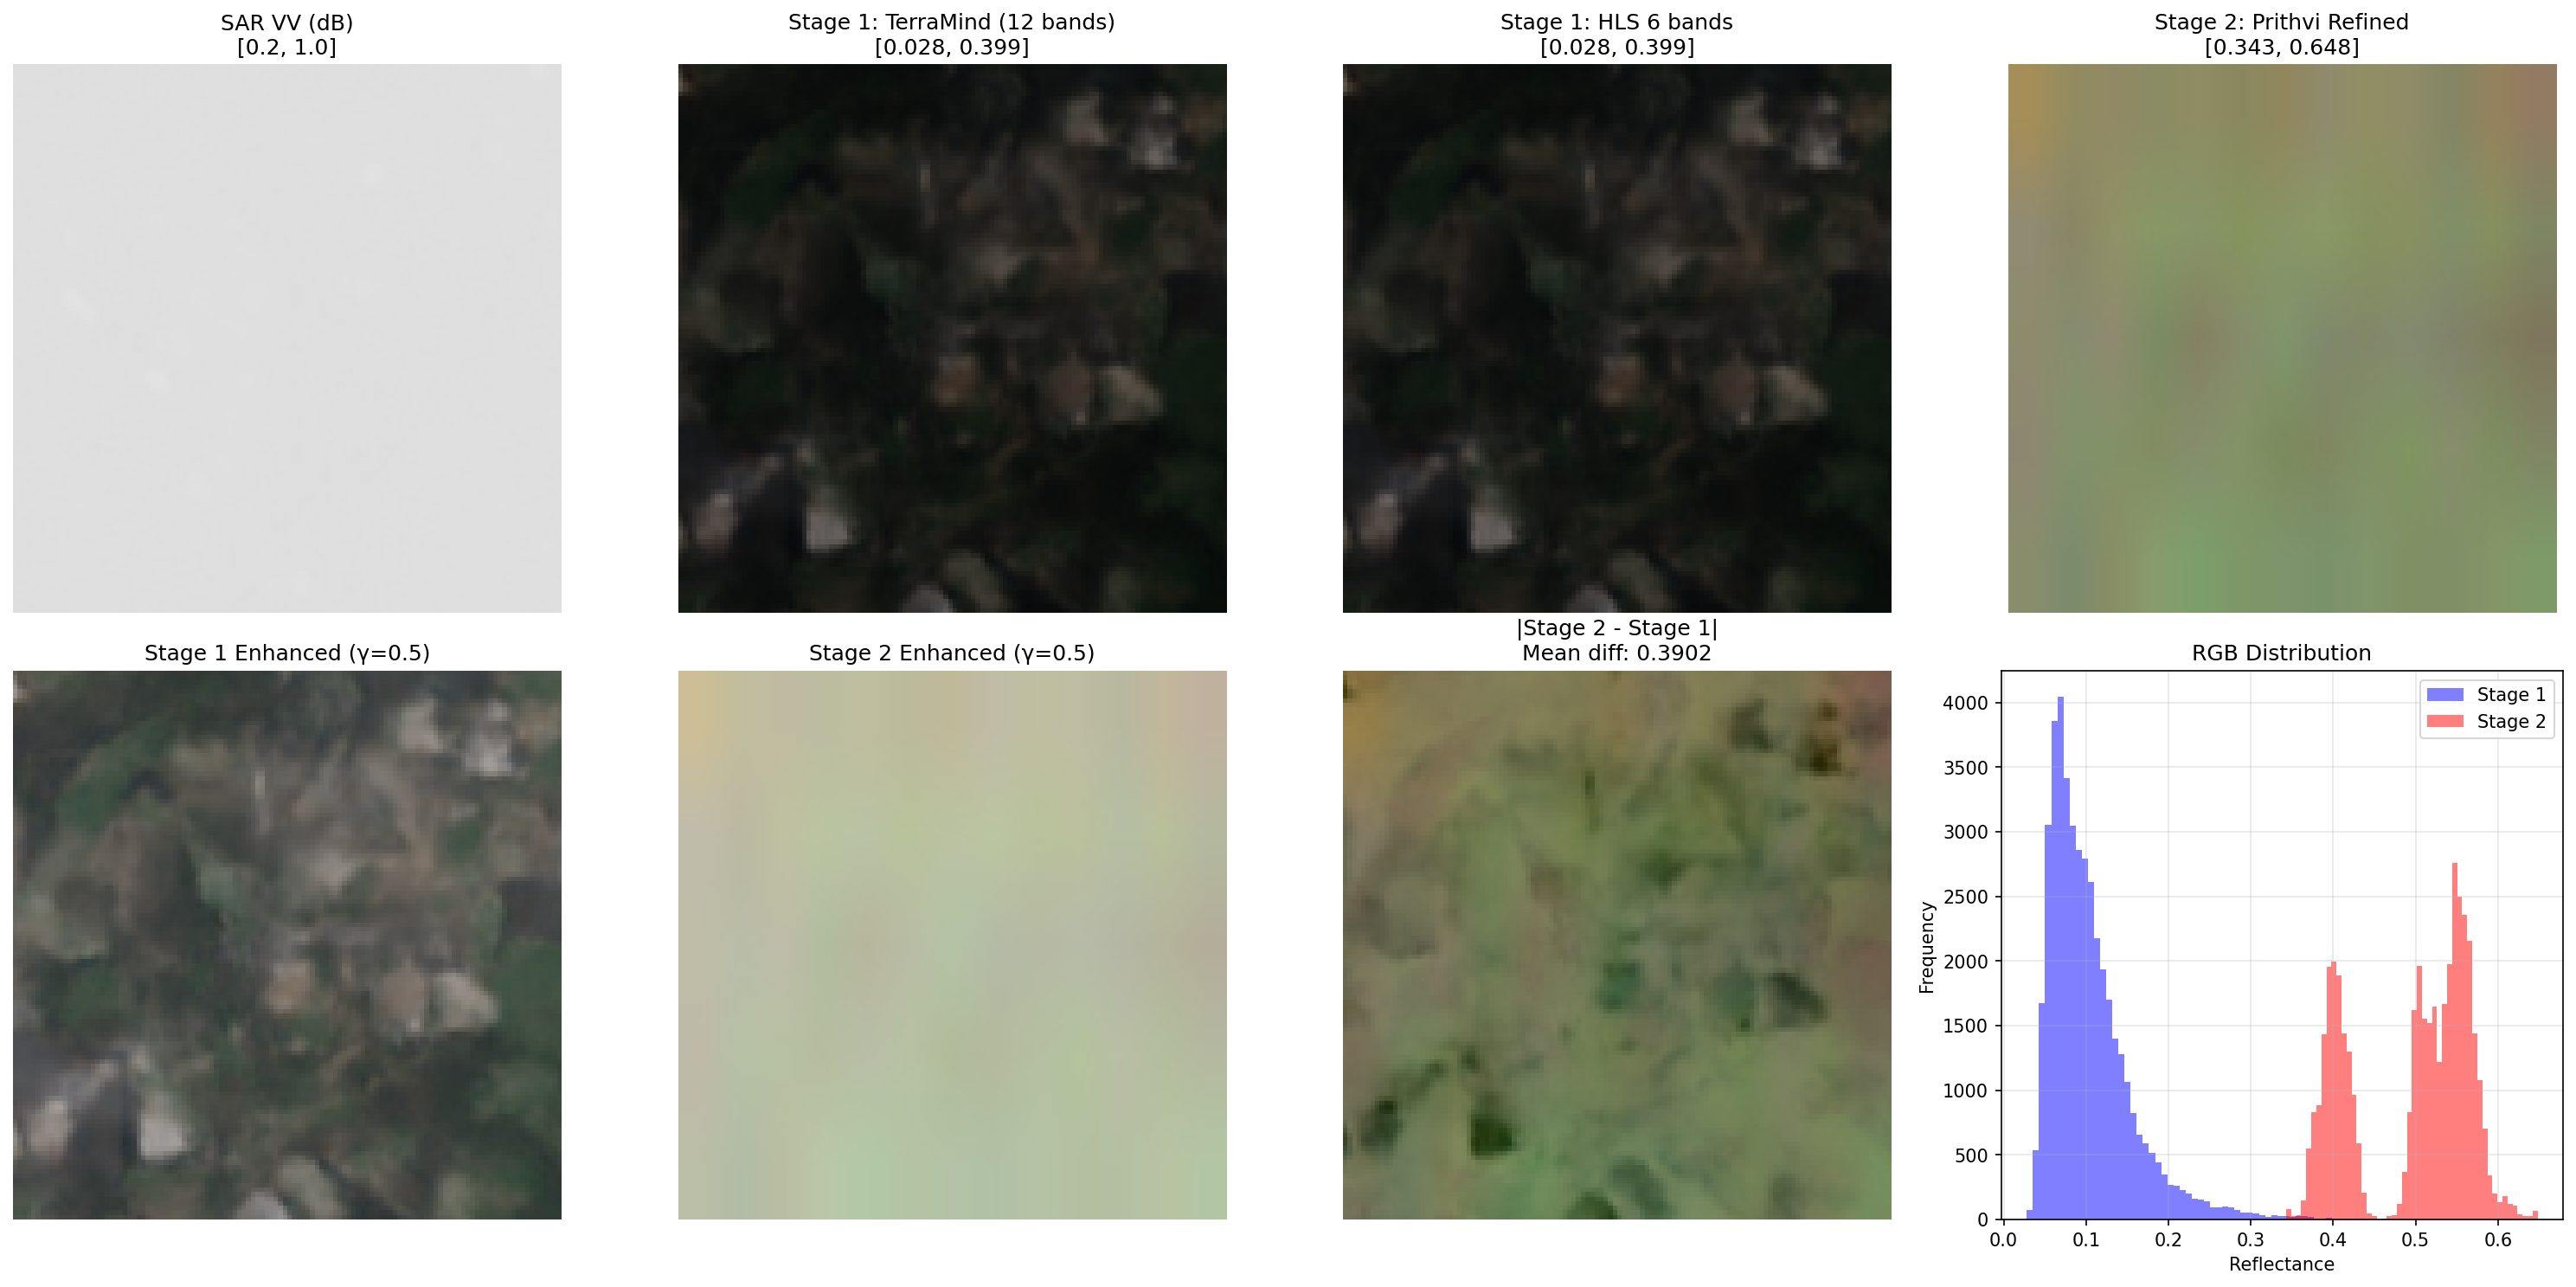 SAR VV (dB)
[0.2, 1.0]
Stage 1: TerraMind (12 bands)
[0.028, 0.399]
Stage 1: HLS 6 bands
[0.028, 0.399]
Stage 2: Prithvi Refined
[0.343, 0.648]
Stage 1 Enhanced (γ=0.5)
Stage 2 Enhanced (γ=0.5)
|Stage 2 - Stage 1|
Mean diff: 0.3902
RGB Distribution
Stage 1
Stage 2
Frequency
4000
3500
3000
2500
2000
1500
1000
500
0
0.0 0.1 0.2 0.3 0.4 0.5 0.6
Reflectance